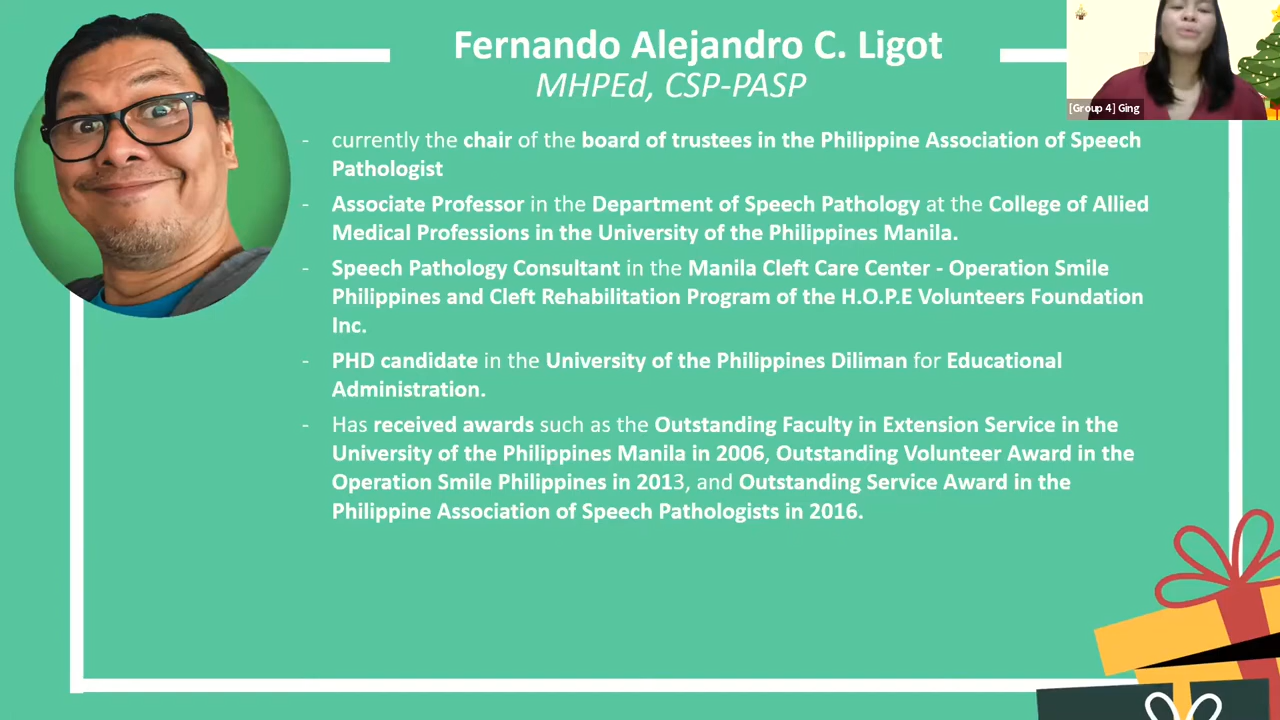 Fernando Alejandro C. Ligot
MHPEd, CSP-PASP
[Group 4] Ging
- currently the chair of the board of trustees in the Philippine Association of Speech
Pathologist
- Associate Professor in the Department of Speech Pathology at the College of Allied
Medical Professions in the University of the Philippines Manila.
- Speech Pathology Consultant in the Manila Cleft Care Center - Operation Smile
Philippines and Cleft Rehabilitation Program of the H.O.P.E Volunteers Foundation
Inc.
- PHD candidate in the University of the Philippines Diliman for Educational
Administration.
- Has received awards such as the Outstanding Faculty in Extension Service in the
University of the Philippines Manila in 2006, Outstanding Volunteer Award in the
Operation Smile Philippines in 2013, and Outstanding Service Award in the
Philippine Association of Speech Pathologists in 2016.